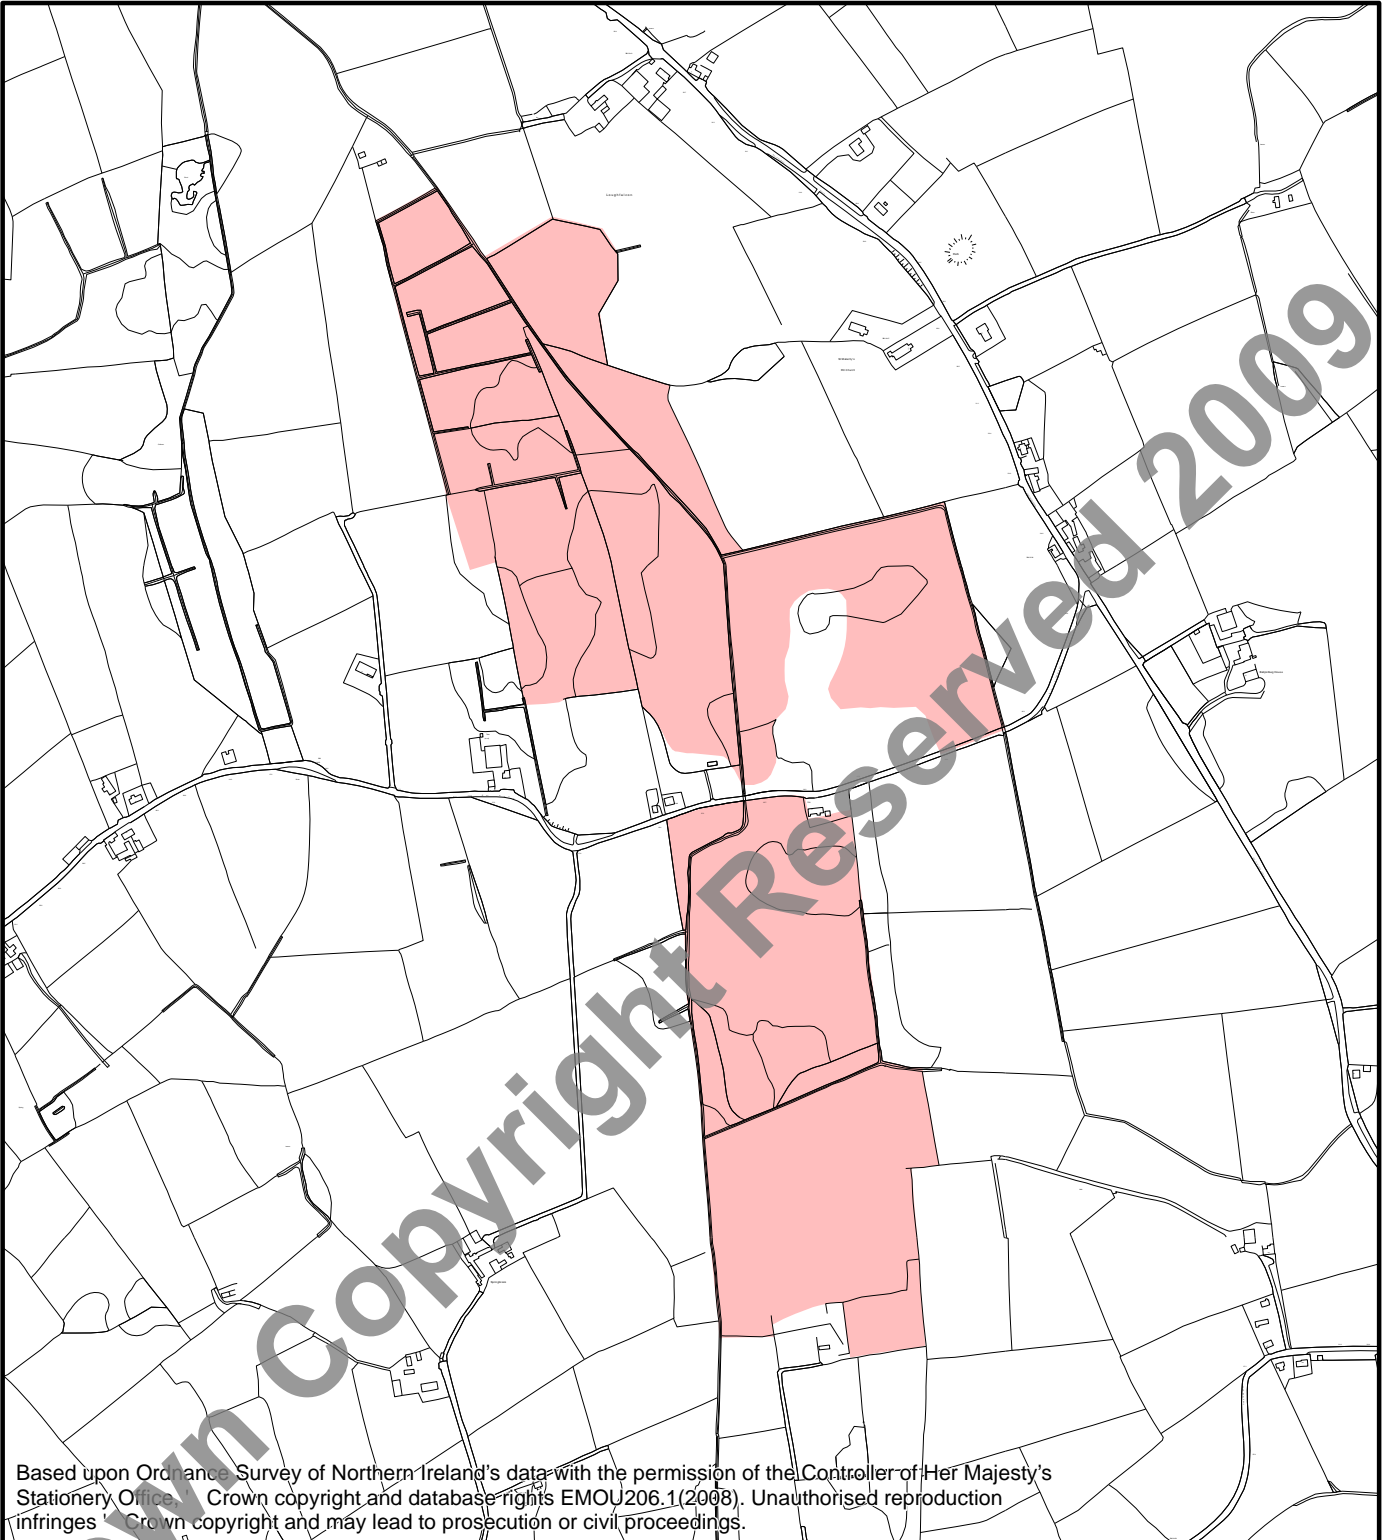 Crown Copyright Reserved 2009
Based upon Ordnance Survey of Northern Ireland's data with the permission of the Controller of Her Majesty's
Stationery Office, ' Crown copyright and database rights EMOU206.1(2008). Unauthorised reproduction
infringes ' Crown copyright and may lead to prosecution or civil proceedings.